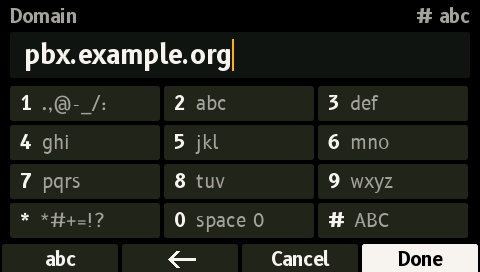 Domain # abc
pbx.example.org
1 .,@-_/: 2 abc 3 def
4 ghi 5 jkl 6 mno
7 pqrs 8 tuv 9 wxyz
* *#+=!? 0 space 0 # ABC
abc ← Cancel Done